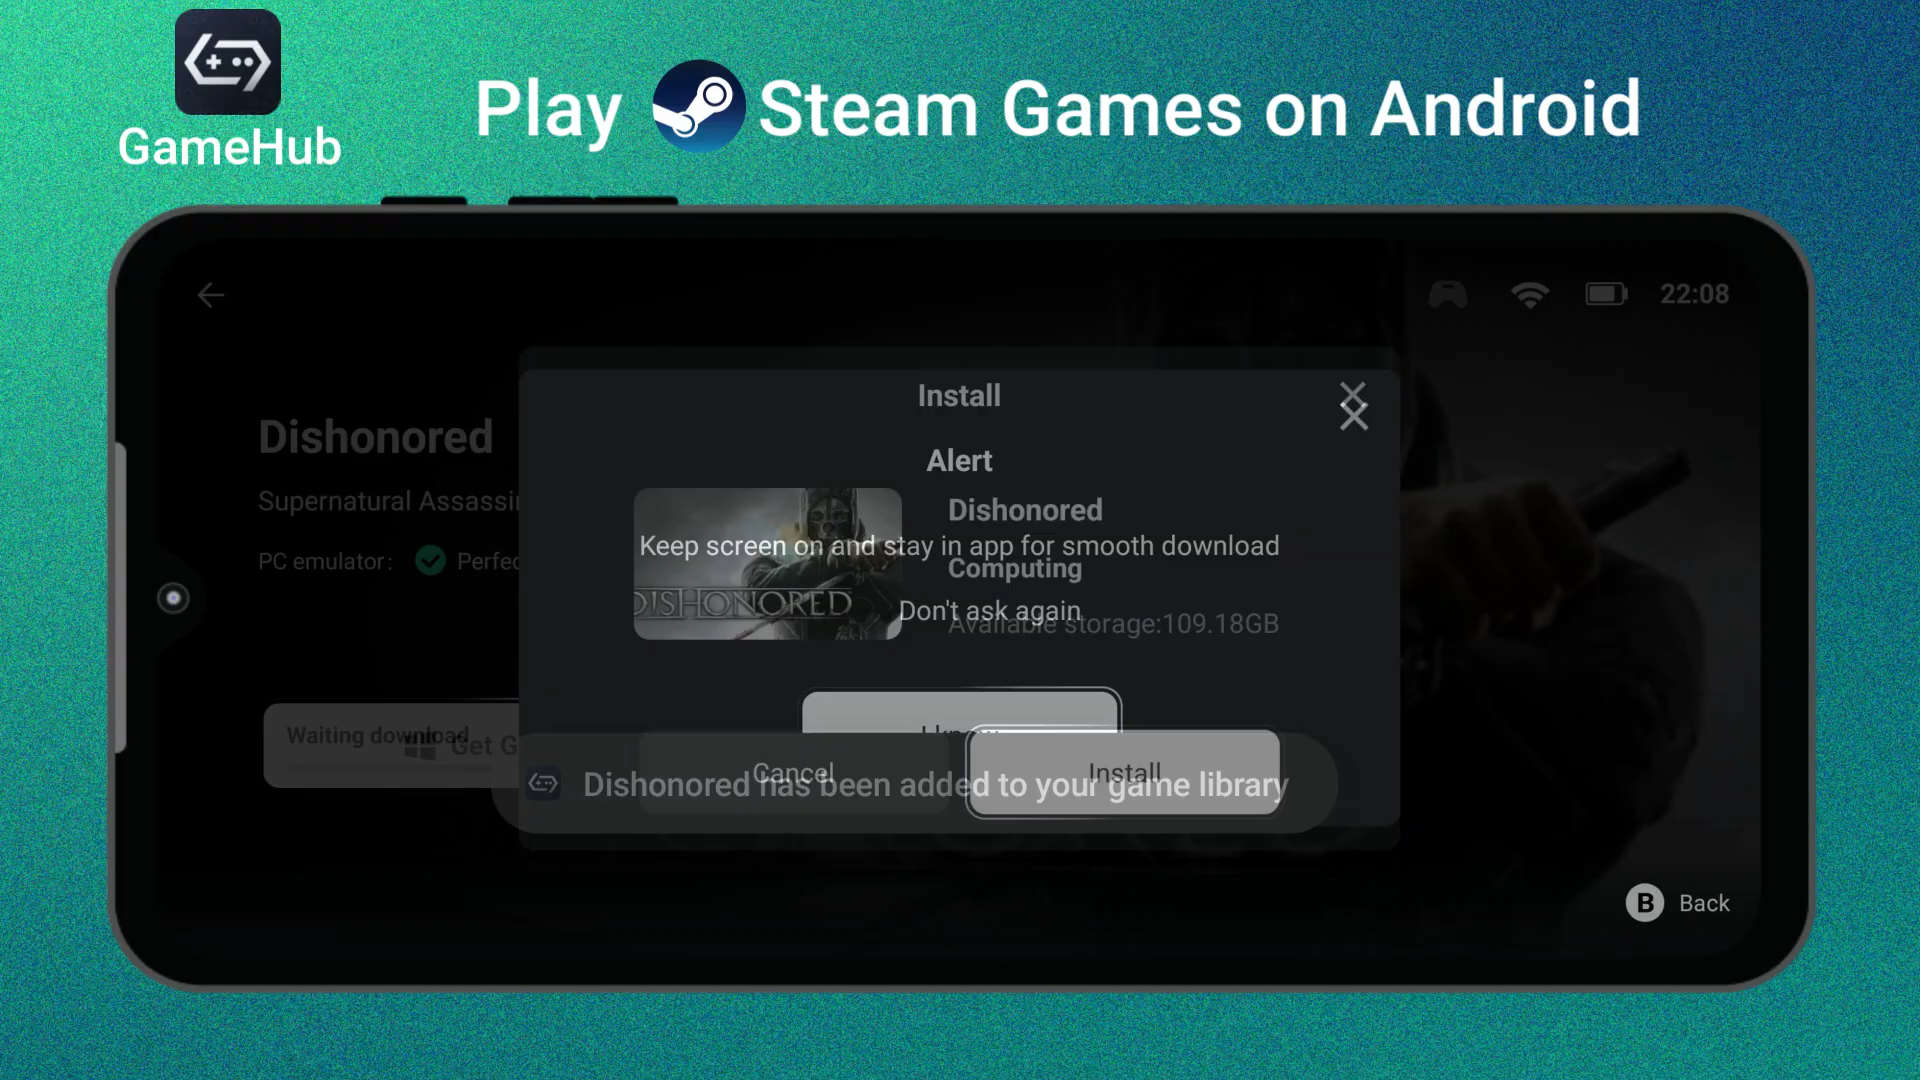 GameHub
Play Steam Games on Android
22:08
Install
Dishonored
Alert
Supernatural
Dishonored
Keep screen on and stay in app for smooth download
PC emulator:
Computing
DISHONORED
Don't ask again
Available storage:109.18GB
Waiting download
Get
I know
Cancel
Install
Dishonored has been added to your game library
B Back